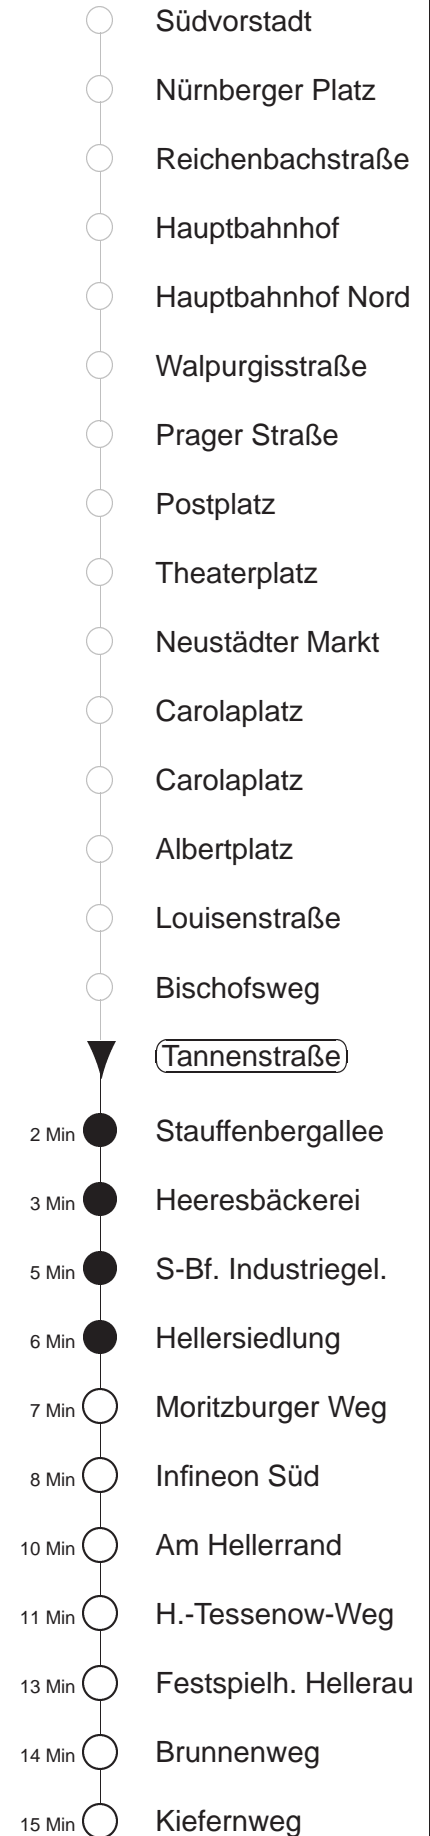 Südvorstadt
Nürnberger Platz
Reichenbachstraße
Hauptbahnhof
Hauptbahnhof Nord
Walpurgisstraße
Prager Straße
Postplatz
Theaterplatz
Neustädter Markt
Carolaplatz
Carolaplatz
Albertplatz
Louisenstraße
Bischofsweg
Tannenstraße
2 Min Stauffenbergallee
3 Min Heeresbäckerei
5 Min S-Bf. Industriegel.
6 Min Hellersiedlung
7 Min Moritzburger Weg
8 Min Infineon Süd
10 Min Am Hellerrand
11 Min H.-Tessenow-Weg
13 Min Festspielh. Hellerau
14 Min Brunnenweg
15 Min Kiefernweg